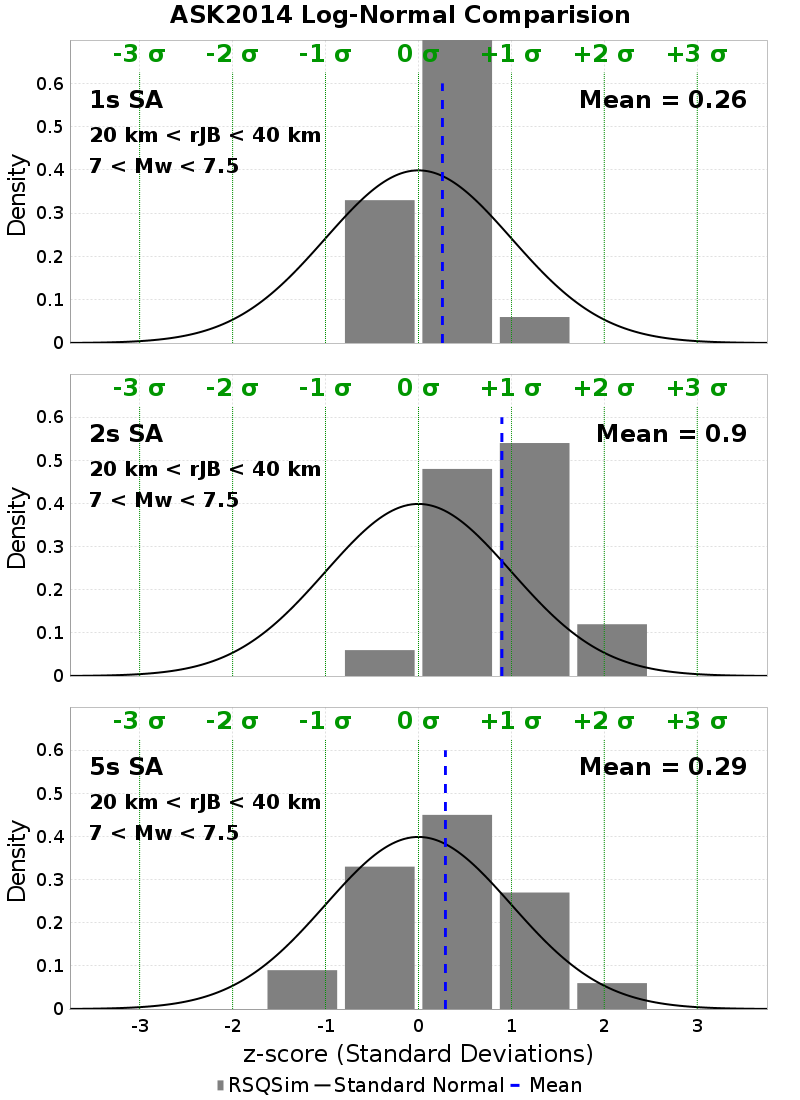 ASK2014 Log-Normal Comparision
-3 σ -2 σ -1 σ 0 σ +1 σ +2 σ +3 σ
1s SA
Mean = 0.26
20 km < rJB < 40 km
7 < Mw < 7.5
Density
0.6
0.5
0.4
0.3
0.2
0.1
0
-3 σ -2 σ -1 σ 0 σ +1 σ +2 σ +3 σ
2s SA
Mean = 0.9
20 km < rJB < 40 km
7 < Mw < 7.5
Density
0.6
0.5
0.4
0.3
0.2
0.1
0
-3 σ -2 σ -1 σ 0 σ +1 σ +2 σ +3 σ
5s SA
Mean = 0.29
20 km < rJB < 40 km
7 < Mw < 7.5
Density
0.6
0.5
0.4
0.3
0.2
0.1
0
-3 -2 -1 0 1 2 3
z-score (Standard Deviations)
RSQSim Standard Normal Mean